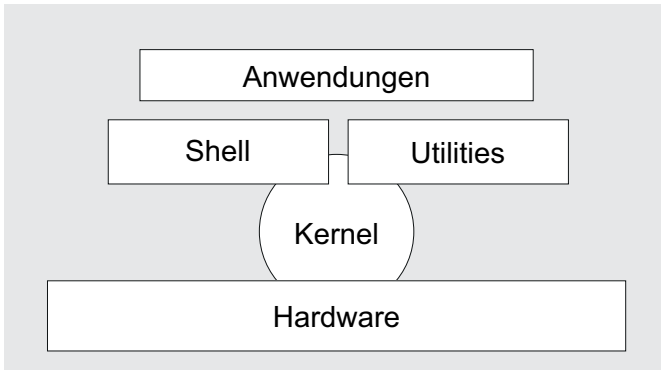 Anwendungen
Shell
Utilities
Kernel
Hardware